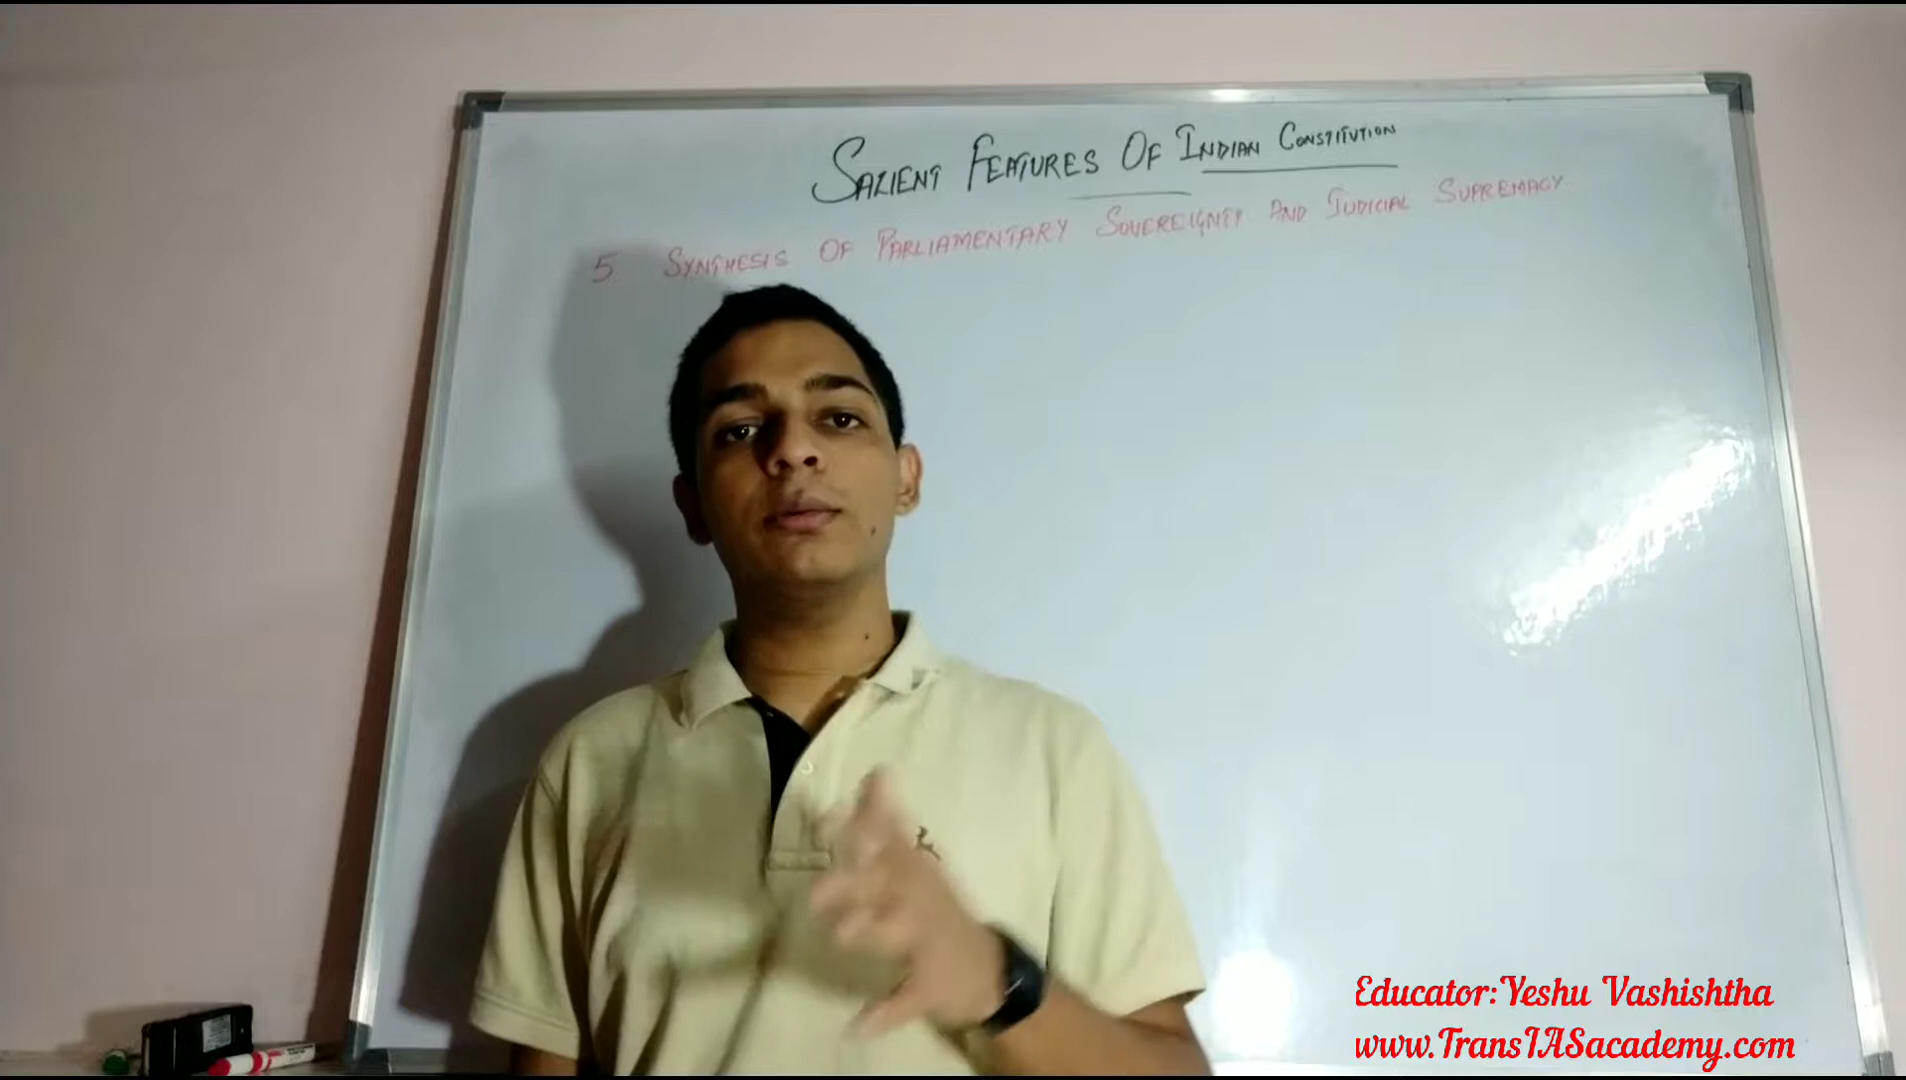 SALIENT FEATURES OF INDIAN CONSTITUTION
5. SYNTHESIS OF PARLIAMENTARY SOVEREIGNTY AND JUDICIAL SUPREMACY
Educator:Yeshu Vashishtha
www.TransIASacademy.com